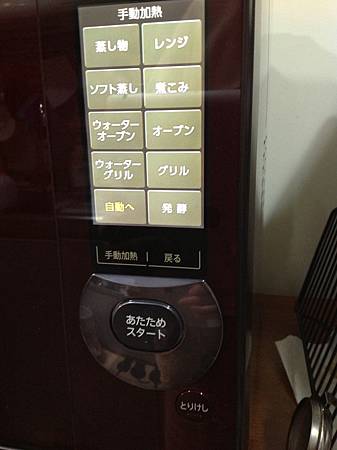 手動加熱
蒸し物 レンジ
ソフト蒸し 煮こみ
ウォーター
オーブン
オーブン
ウォーター
グリル
グリル
自動へ 発酵
手動加熱 戻る
あたため
スタート
とりけし